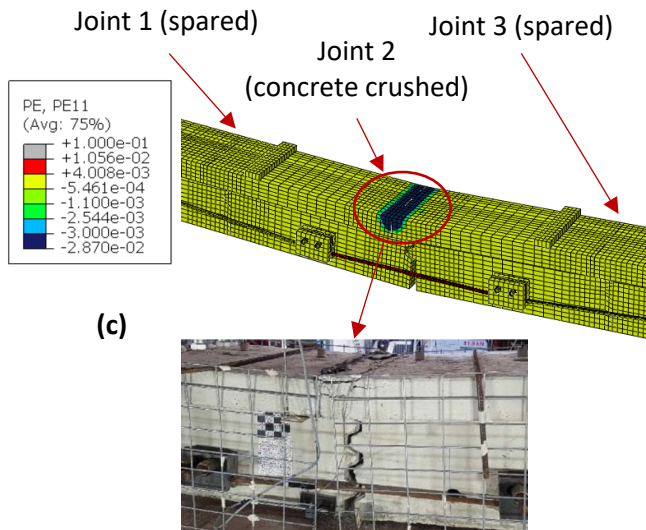 Joint 1 (spared)
Joint 2
(concrete crushed)
Joint 3 (spared)
PE, PE11
(Avg: 75%)
+1.000e-01
+1.056e-02
+4.008e-03
-5.461e-04
-1.100e-03
-2.544e-03
-3.000e-03
-2.870e-02
(c)